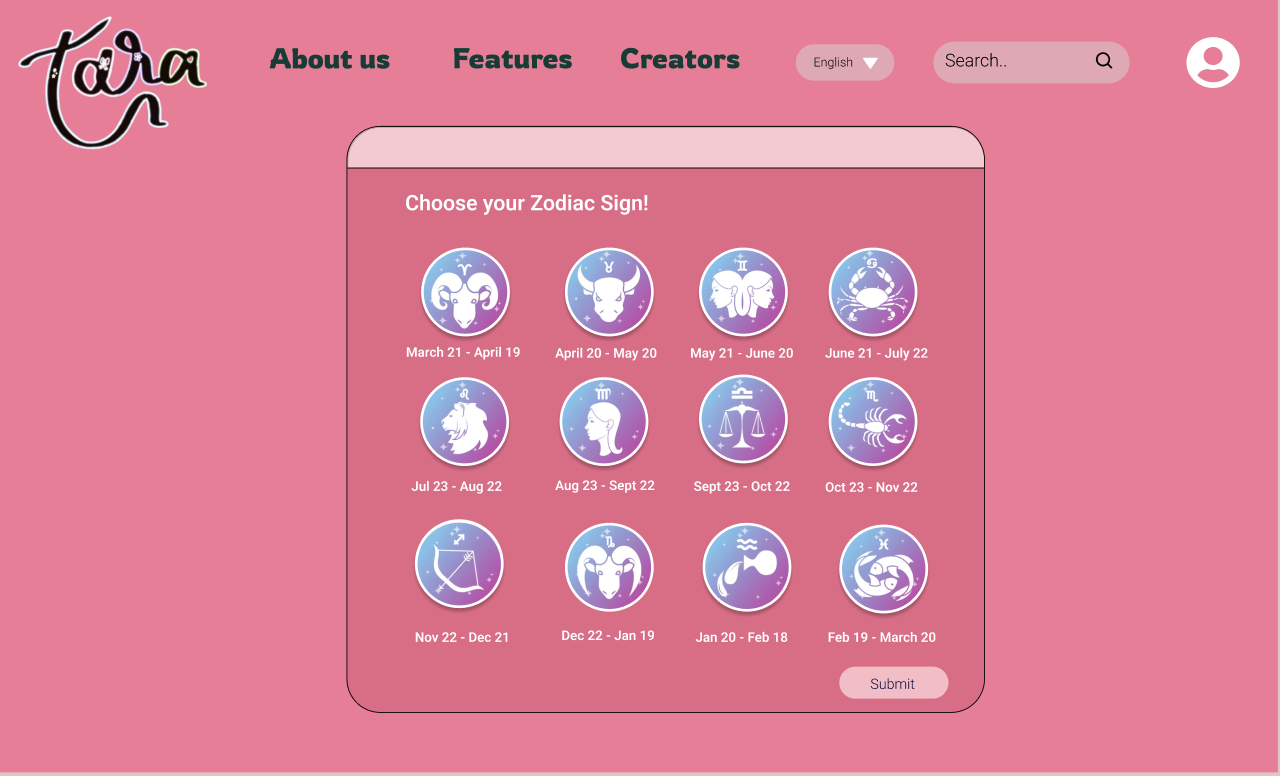 Tara
About us Features Creators English Search..
Choose your Zodiac Sign!
March 21 - April 19 April 20 - May 20 May 21 - June 20 June 21 - July 22
Jul 23 - Aug 22 Aug 23 - Sept 22 Sept 23 - Oct 22 Oct 23 - Nov 22
Nov 22 - Dec 21 Dec 22 - Jan 19 Jan 20 - Feb 18 Feb 19 - March 20
Submit